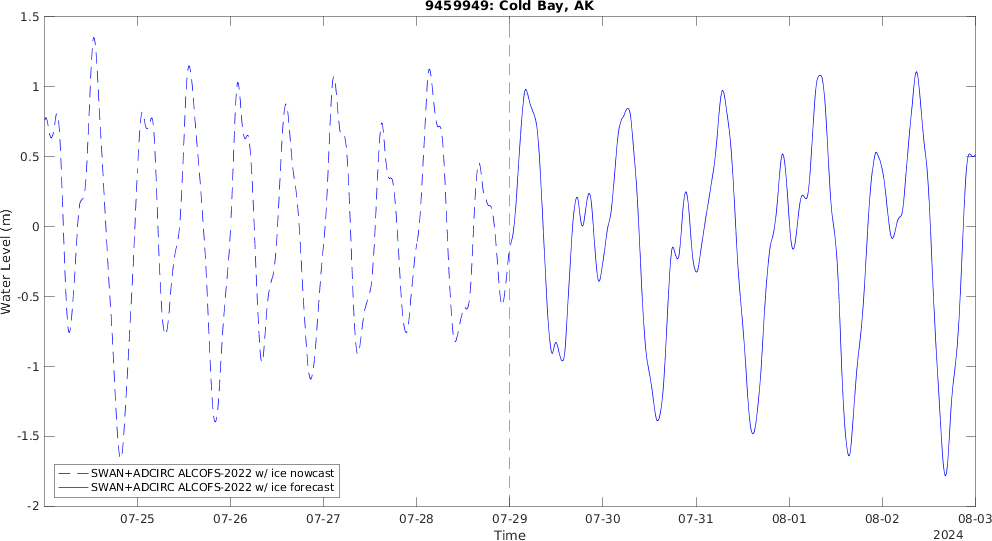 9459949: Cold Bay, AK
1.5
1
0.5
0
-0.5
-1
-1.5
-2
Water Level (m)
SWAN+ADCIRC ALCOFS-2022 w/ ice nowcast
SWAN+ADCIRC ALCOFS-2022 w/ ice forecast
07-25 07-26 07-27 07-28 07-29 07-30 07-31 08-01 08-02 08-03
Time
2024